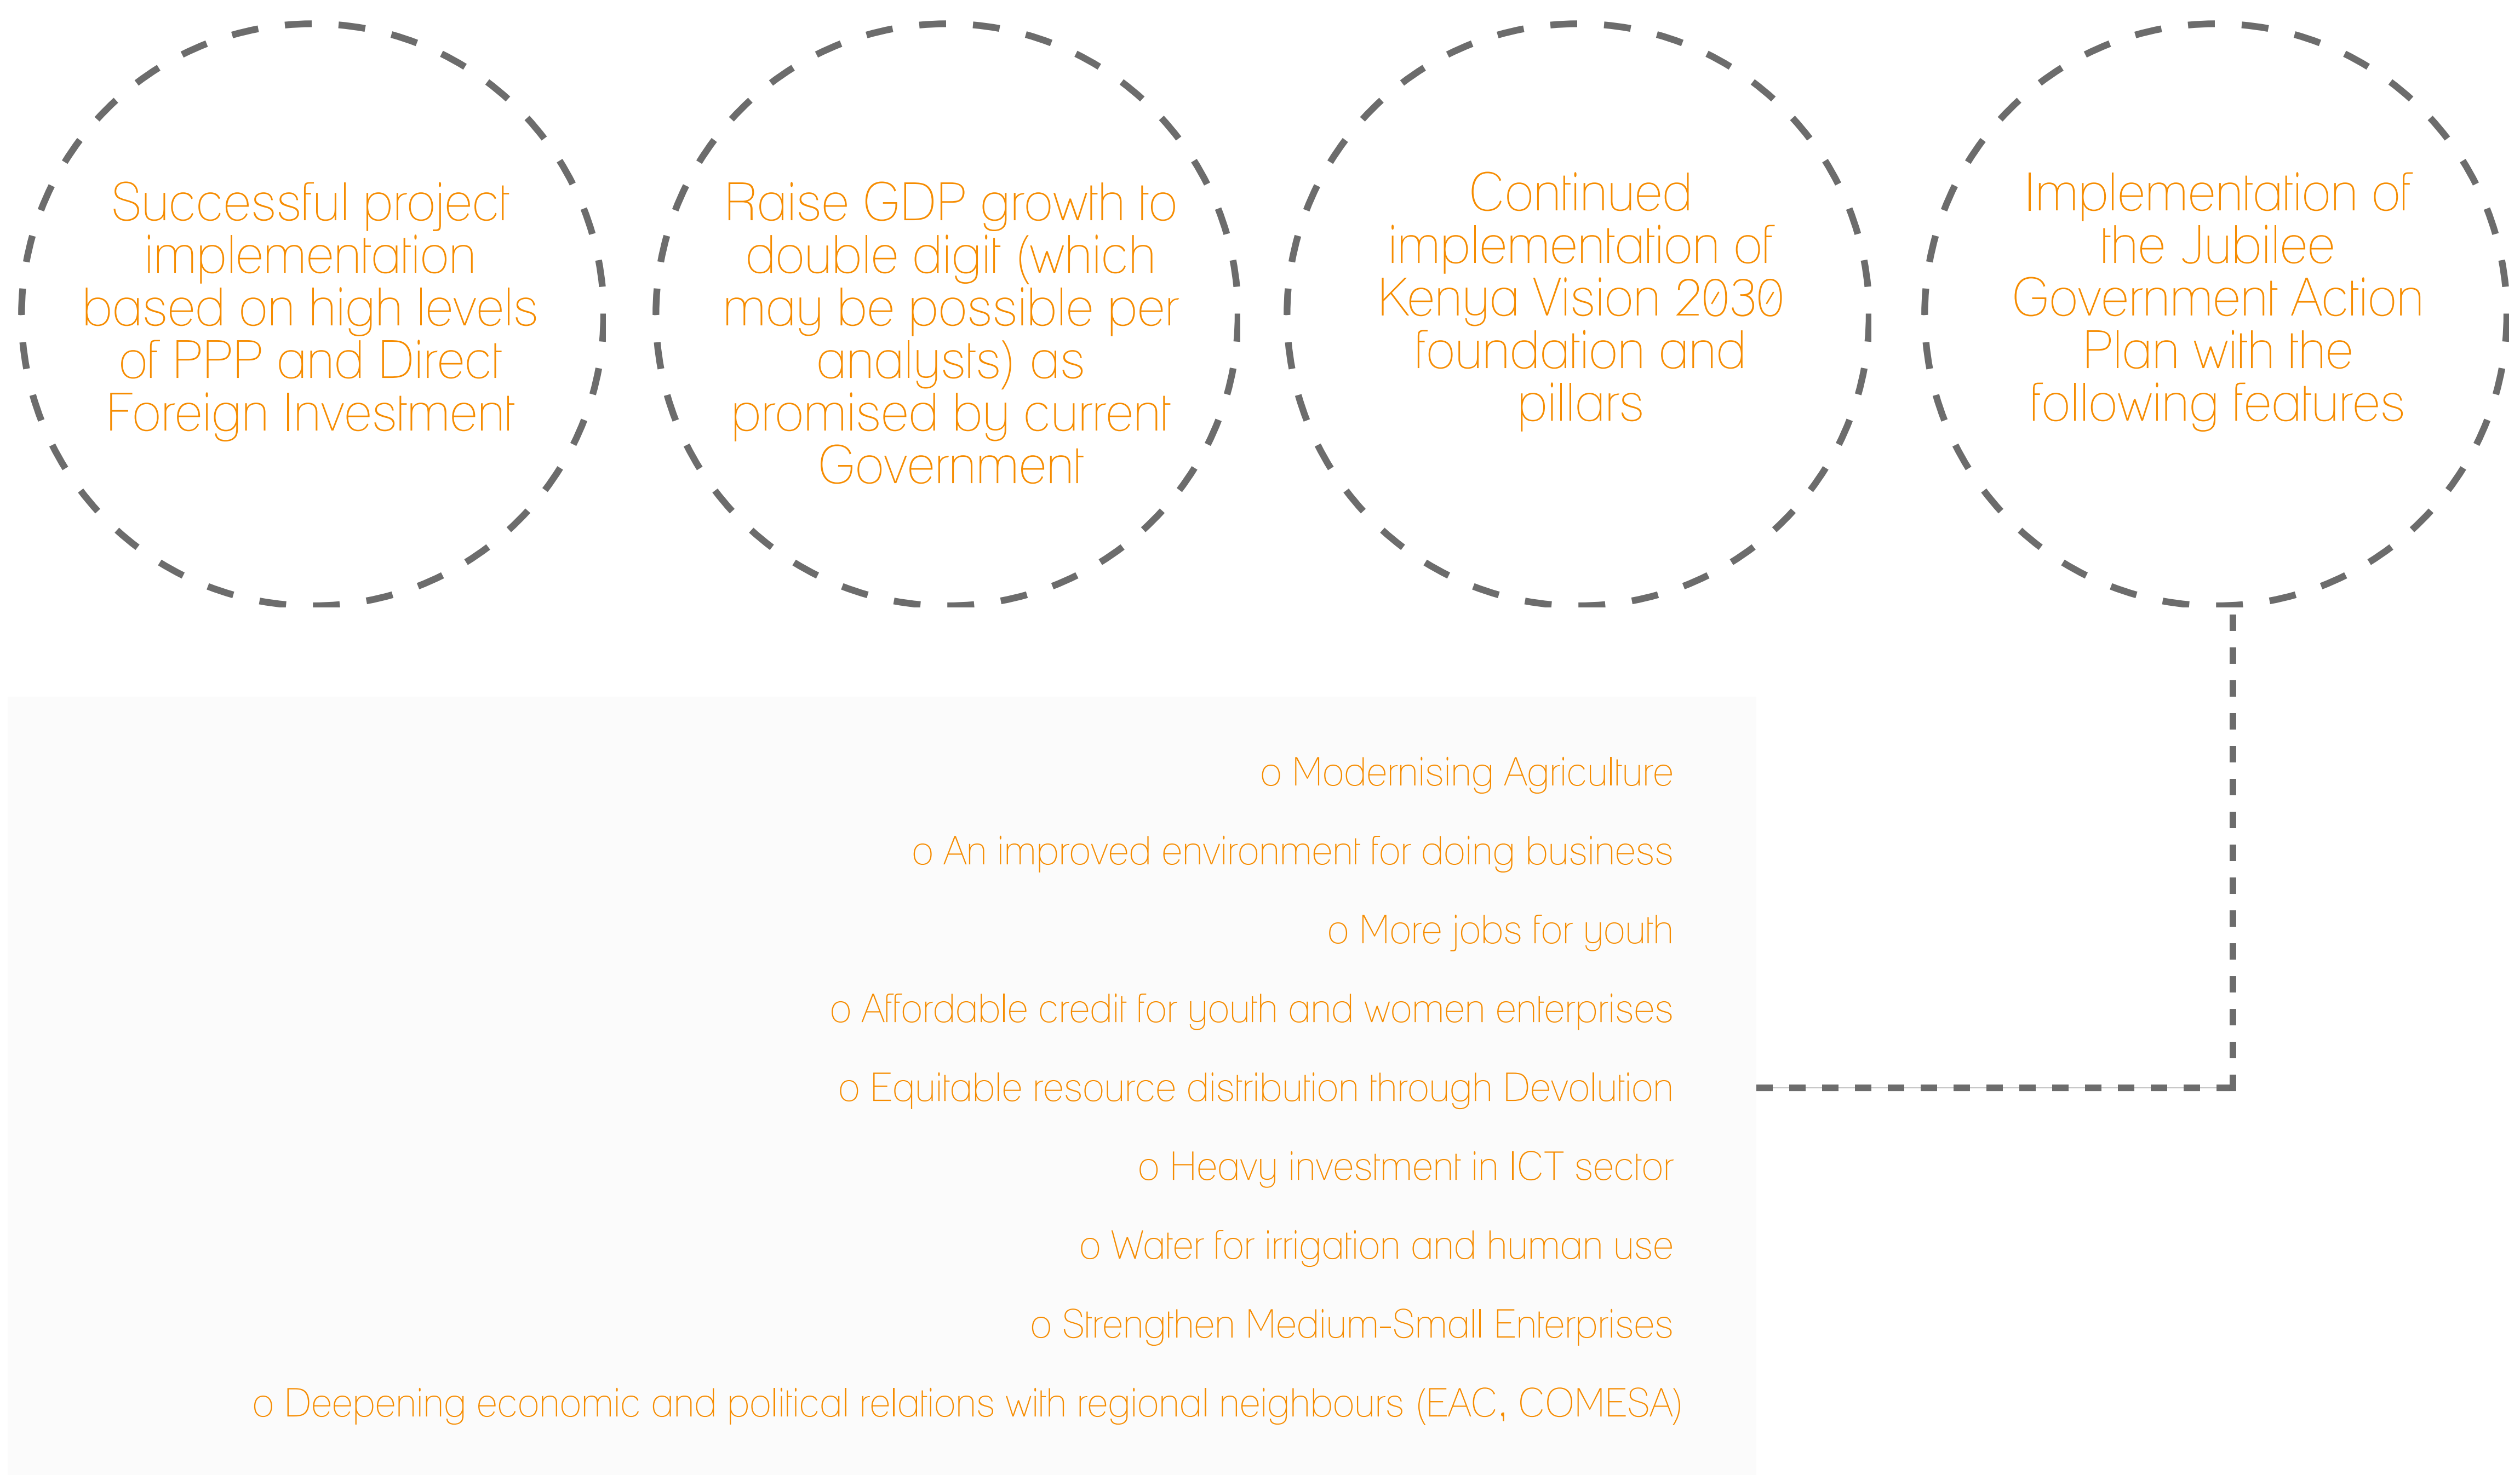 Successful project
implementation
based on high levels
of PPP and Direct
Foreign Investment
Raise GDP growth to
double digit (which
may be possible per
analysts) as
promised by current
Government
Continued
implementation of
Kenya Vision 2030
foundation and
pillars
Implementation of
the Jubilee
Government Action
Plan with the
following features
o Modernising Agriculture
o An improved environment for doing business
o More jobs for youth
o Affordable credit for youth and women enterprises
o Equitable resource distribution through Devolution
o Heavy investment in ICT sector
o Water for irrigation and human use
o Strengthen Medium-Small Enterprises
o Deepening economic and political relations with regional neighbours (EAC, COMESA)